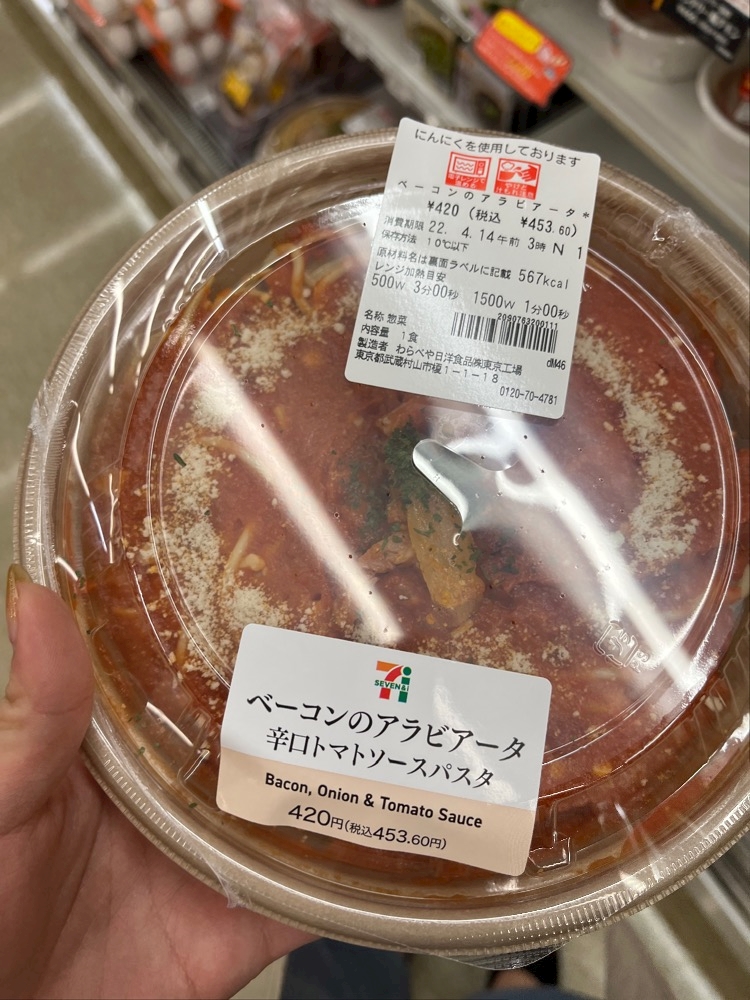 にんにくを使用しております
ベーコンのアラビアータ*
¥420 (税込 ¥453.60)
消費期限 22. 4.14午前 3時 N 1
保存方法 10℃以下
原材料名は裏面ラベルに記載 567kcal
レンジ加熱目安
500W 3分00秒 1500W 1分00秒
名称 惣菜
2090763200111
内容量 1食
dM46
製造者 わらべや日洋食品㈱東京工場
東京都武蔵村山市榎1-1-18
0120-70-4781
SEVEN&i
ベーコンのアラビアータ
辛口トマトソースパスタ
Bacon, Onion & Tomato Sauce
420円(税込453.60円)